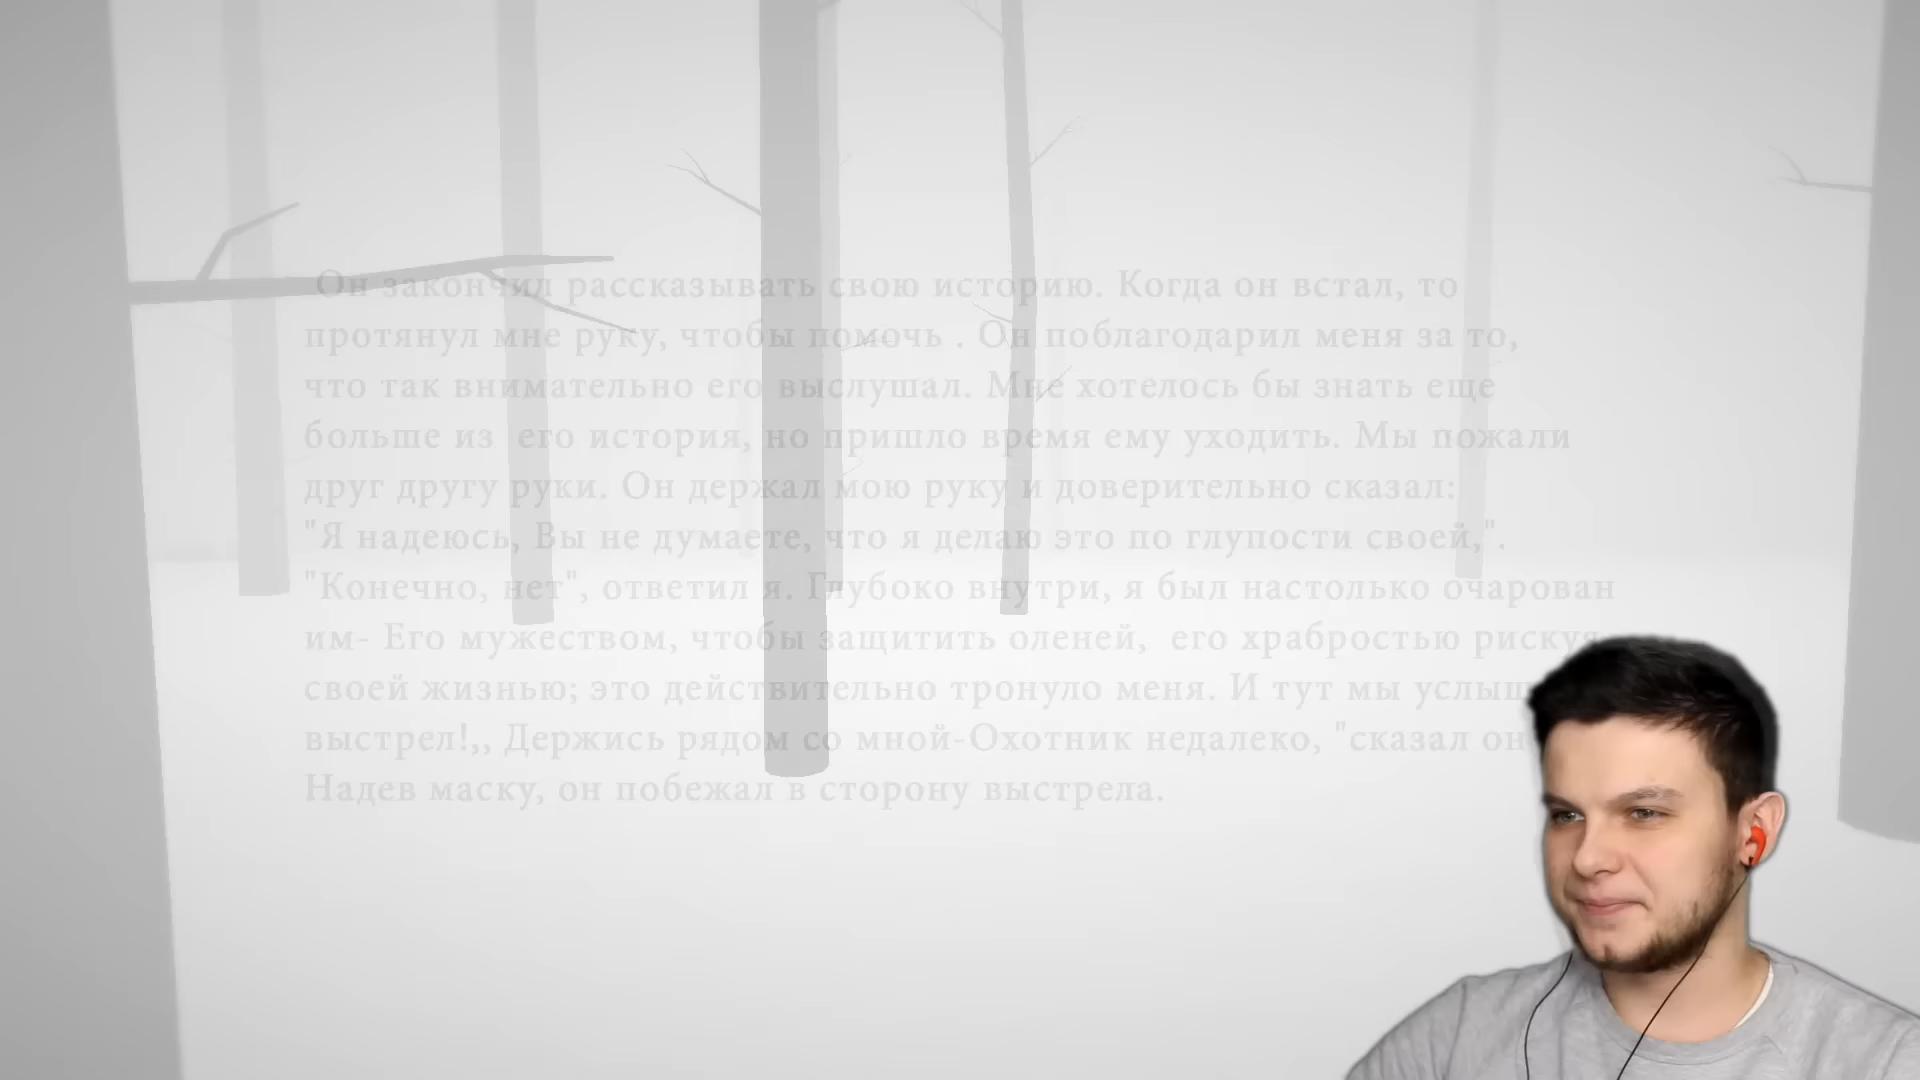 Он закончил рассказывать свою историю. Когда он встал, то
протянул мне руку, чтобы помочь . Он поблагодарил меня за то,
что так внимательно его выслушал. Мне хотелось бы знать еще
больше из его история, но пришло время ему уходить. Мы пожали
друг другу руки. Он держал мою руку и доверительно сказал:
"Я надеюсь, Вы не думаете, что я делаю это по глупости своей,".
"Конечно, нет", ответил я. Глубоко внутри, я был настолько очарован
им- Его мужеством, чтобы защитить оленей, его храбростью рискуя
своей жизнью; это действительно тронуло меня. И тут мы
выстрел!,, Держись рядом со мной-Охотник недалеко, "сказал он
Надев маску, он побежал в сторону выстрела.